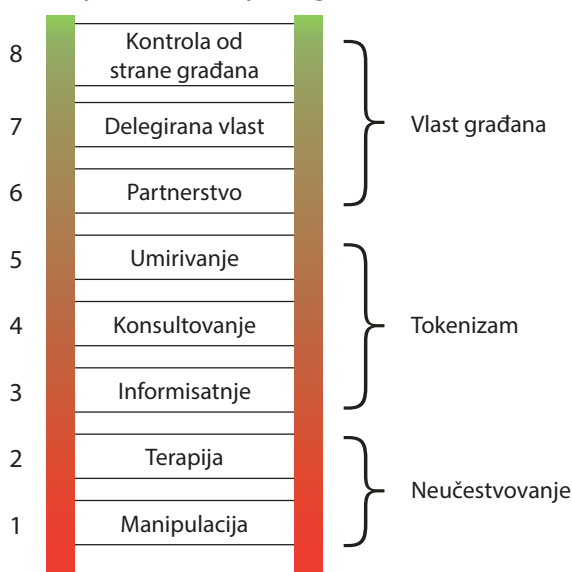 8
Kontrola od
strane građana
7
Delegirana vlast
Vlast građana
6
Partnerstvo
5
Umirivanje
4
Konsultovanje
Tokenizam
3
Informisatnje
2
Terapija
Neučestvovanje
1
Manipulacija